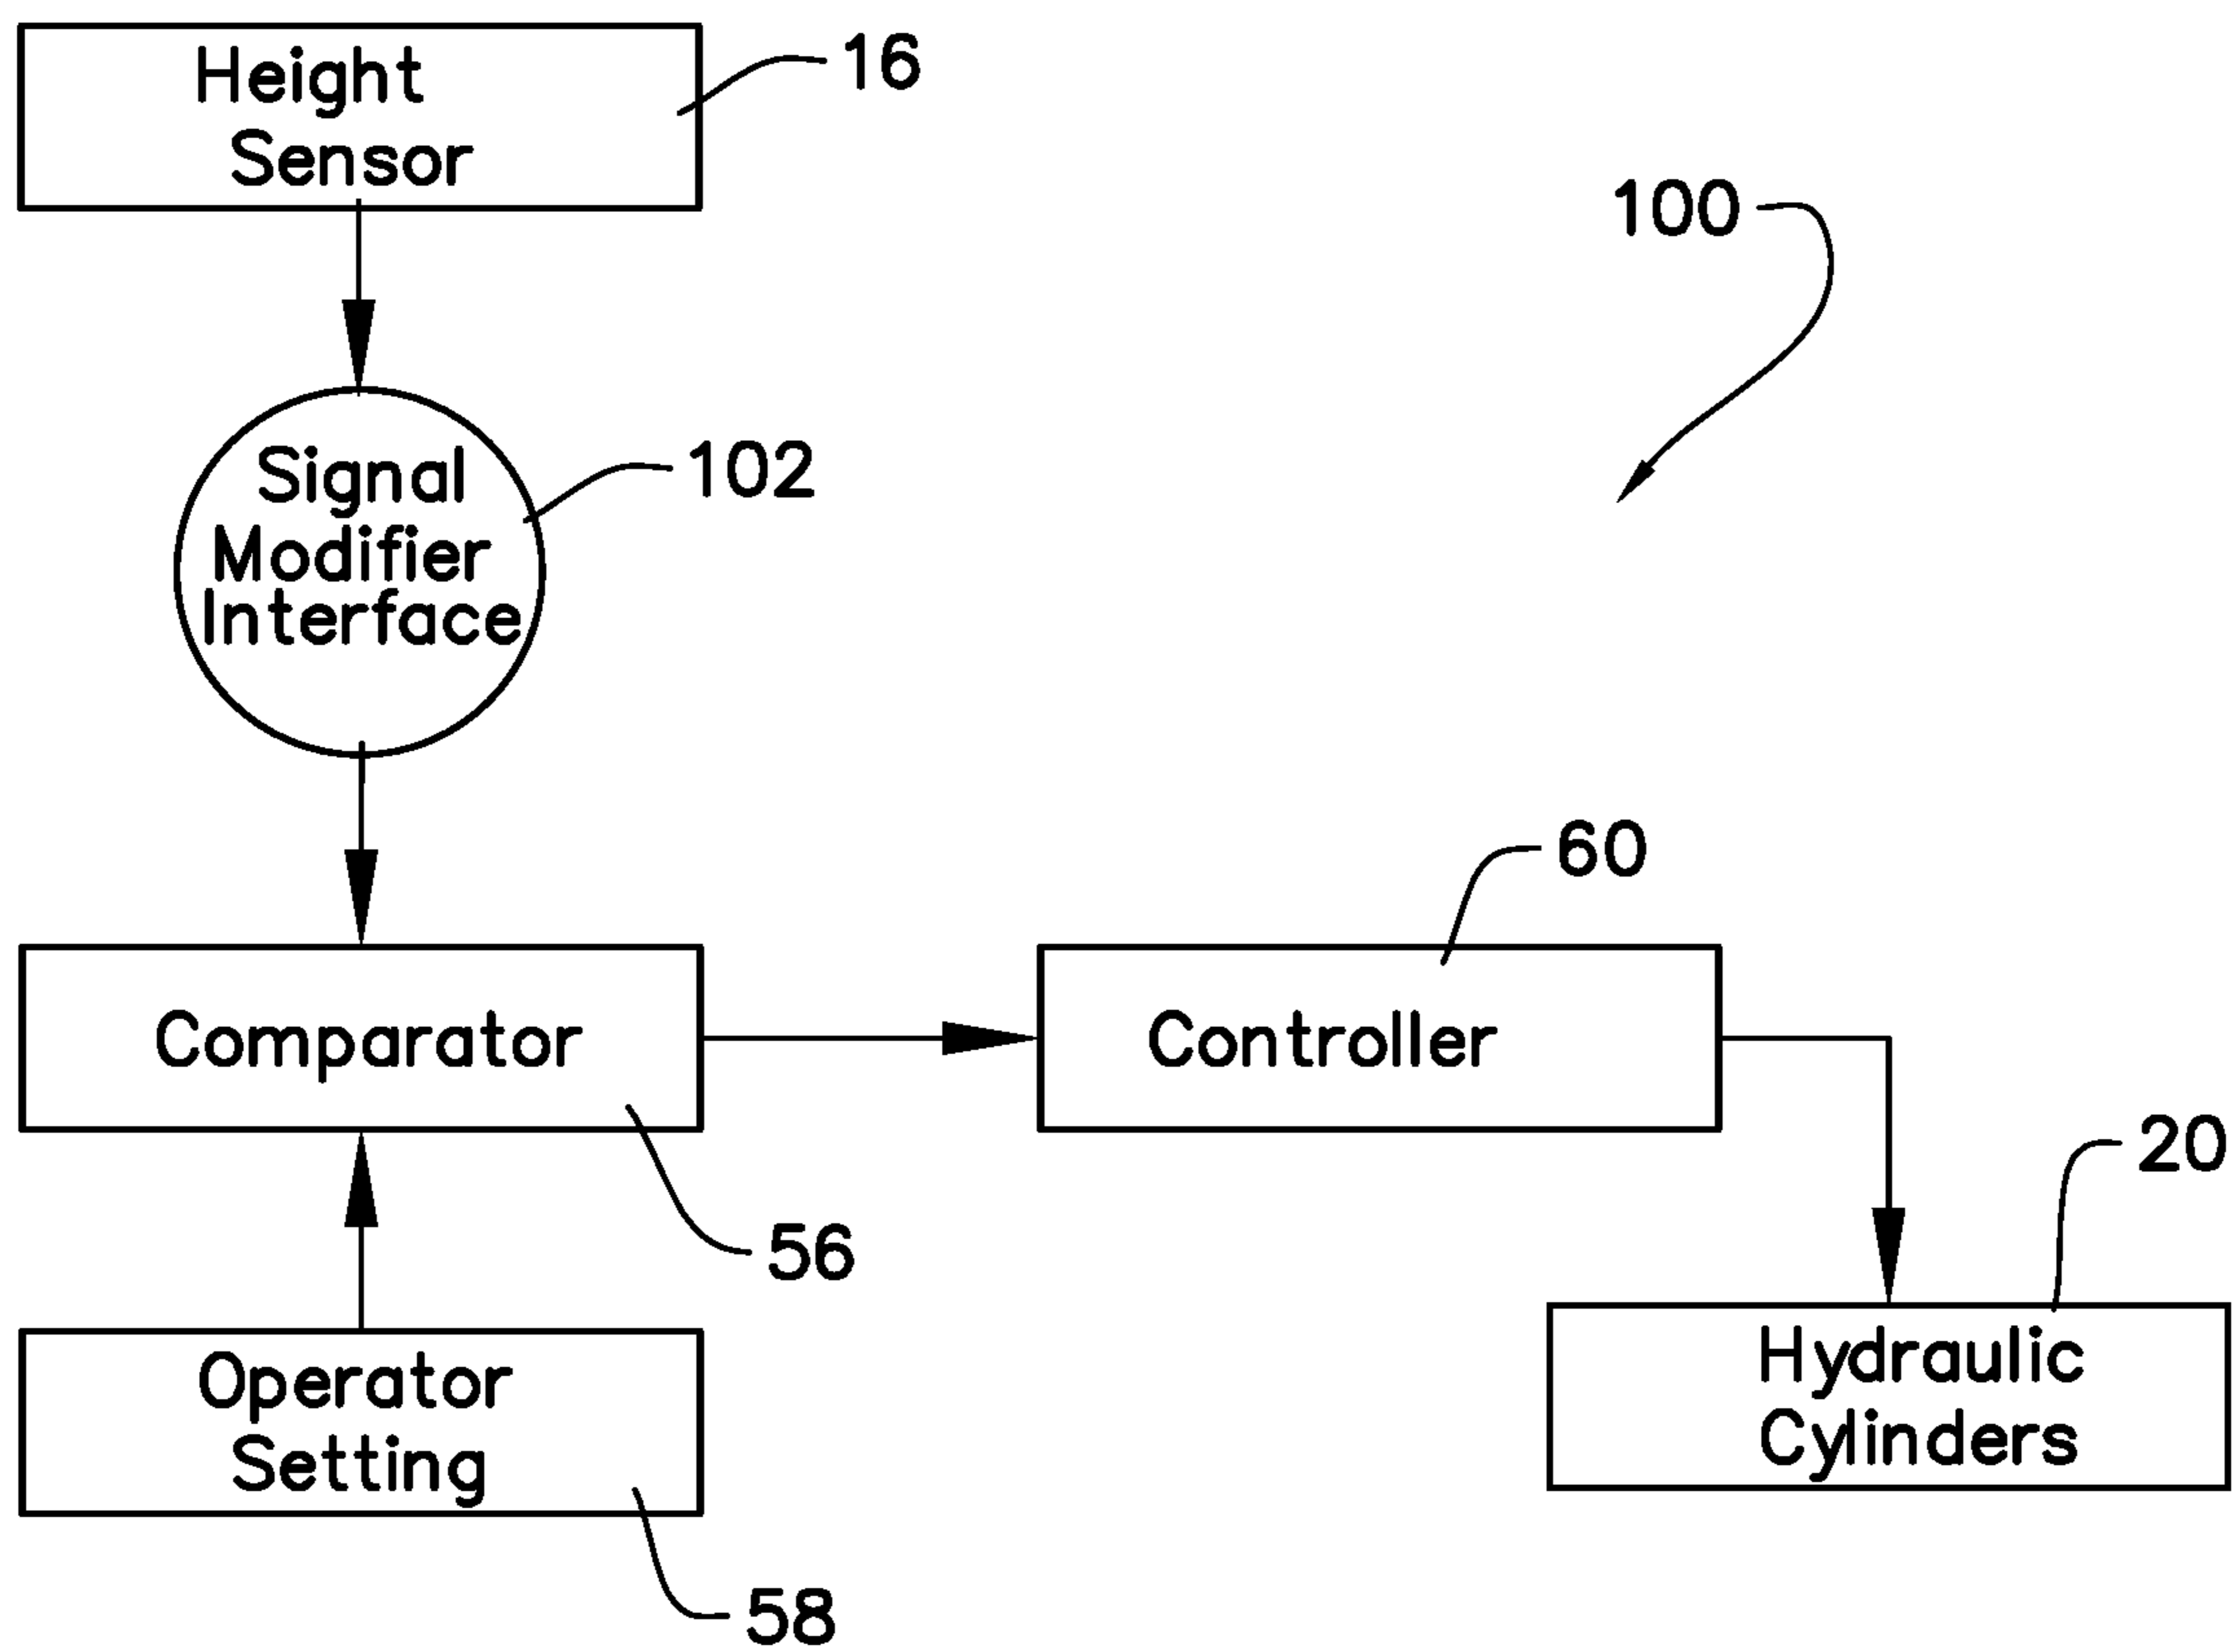 Height
Sensor
16
100
Signal
Modifier
Interface
102
60
Comparator
Controller
20
56
Operator
Setting
Hydraulic
Cylinders
58